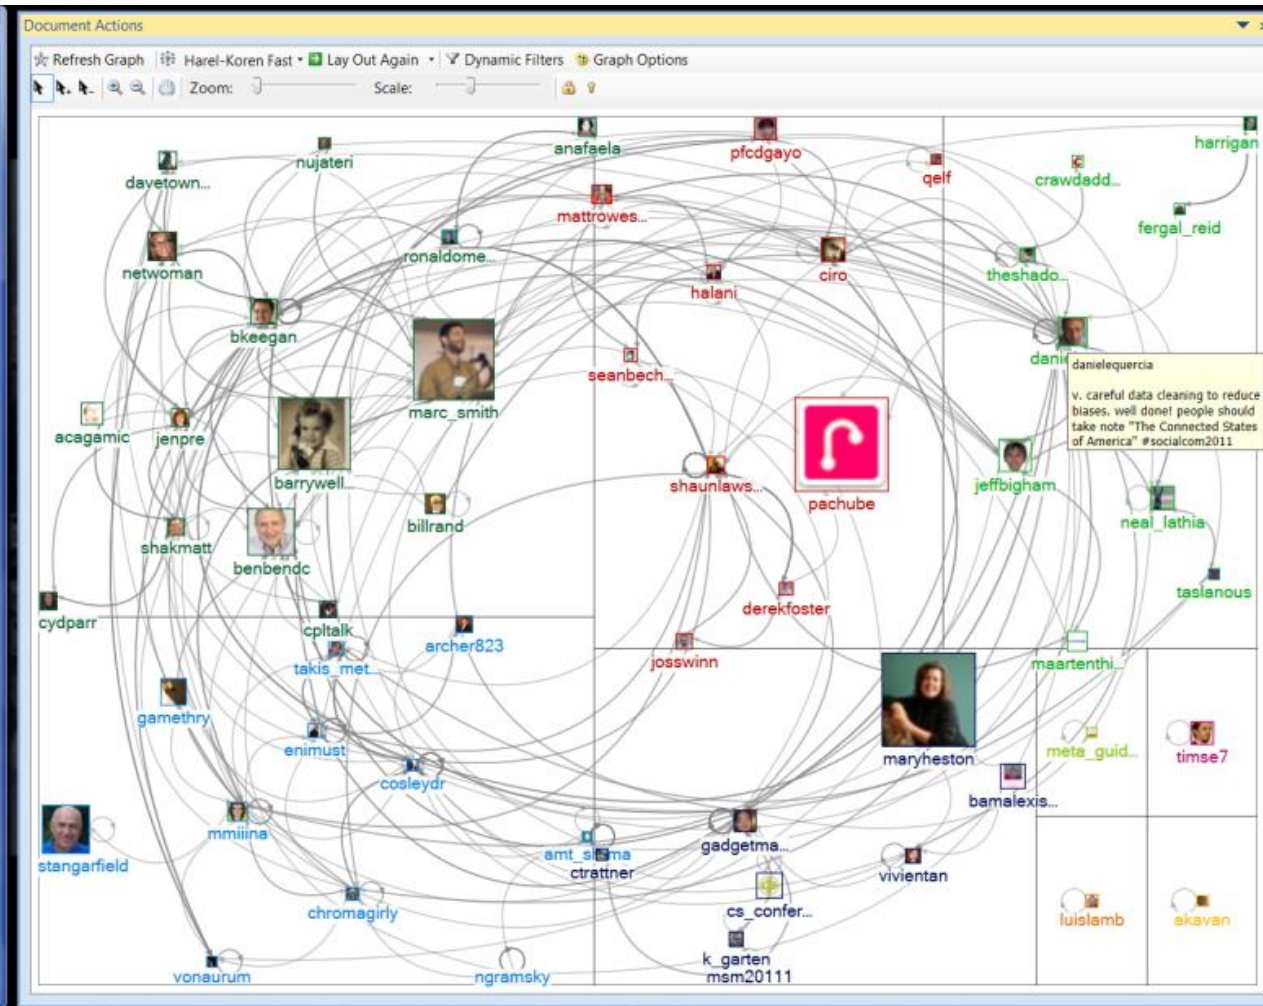 Document Actions
Refresh Graph Harel-Koren Fast Lay Out Again Dynamic Filters Graph Options
Zoom: Scale:
anafaela
pfcdgayo
harrigan
nujateri
davetown...
qelf
crawdadd...
mattrowes...
fergal_reid
ronaldome...
netwoman
ciro
theshado...
halani
bkeegan
danie
danielequercia
v. careful data cleaning to reduce
biases. well done! people should
take note "The Connected States
of America" #socialcom2011
seanbech...
marc_smith
acagamic
jenpre
barrywell...
shaunlaws...
jeffbigham
pachube
billrand
neal_lathia
shakmatt
benbendc
taslanous
derekfoster
cydparr
cpltalk
archer823
takis_met...
josswinn
maartenthi...
gamethry
enimust
meta_guid...
timse7
maryheston
cosleydr
bamalexis...
mmiiina
gadgetma...
amt_s
ma
stangarfield
ctrattner
vivientan
chromagirly
cs_confer...
luislamb
akavan
k_garten
vonaurum
ngramsky
msm20111